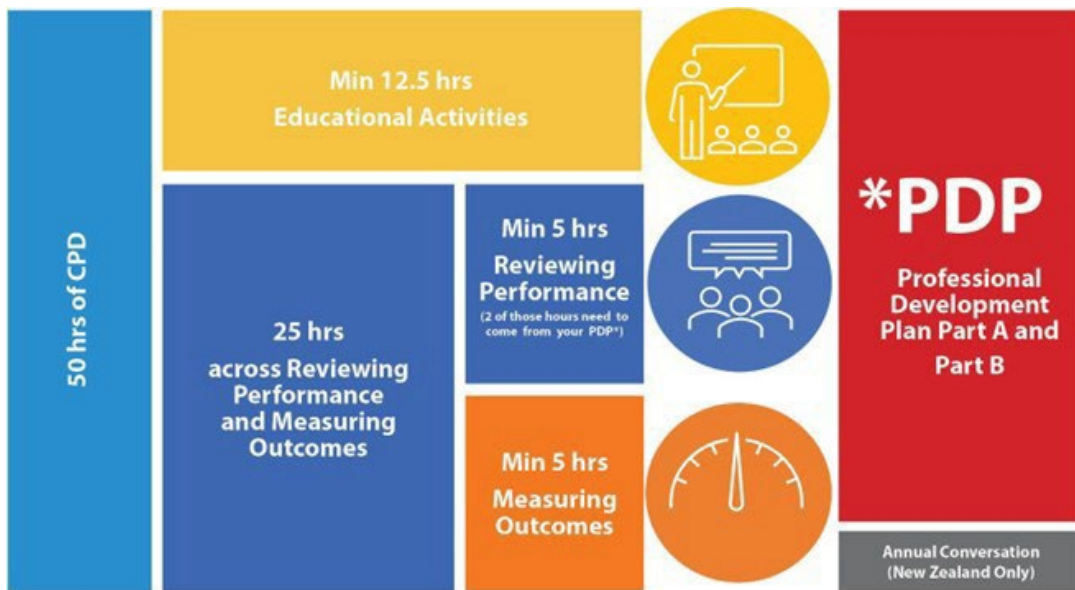 50 hrs of CPD
Min 12.5 hrs
Educational Activities
25 hrs
across Reviewing
Performance
and Measuring
Outcomes
Min 5 hrs
Reviewing
Performance
(2 of those hours need to
come from your PDP*)
Min 5 hrs
Measuring
Outcomes
*PDP
Professional
Development
Plan Part A and
Part B
Annual Conversation
(New Zealand Only)